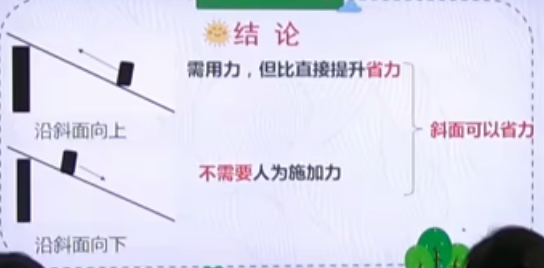 结 论
需用力，但比直接提升省力
沿斜面向上
斜面可以省力
不需要人为施加力
沿斜面向下